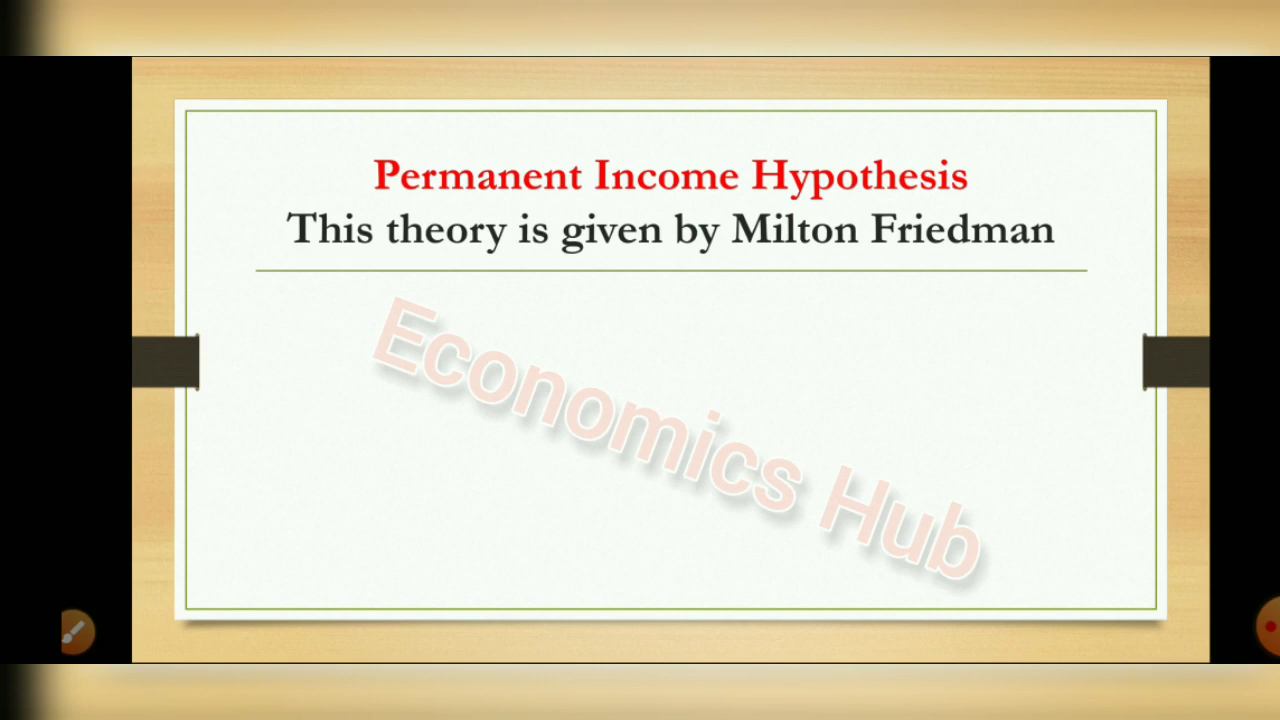 Permanent Income Hypothesis
This theory is given by Milton Friedman
Economics Hub